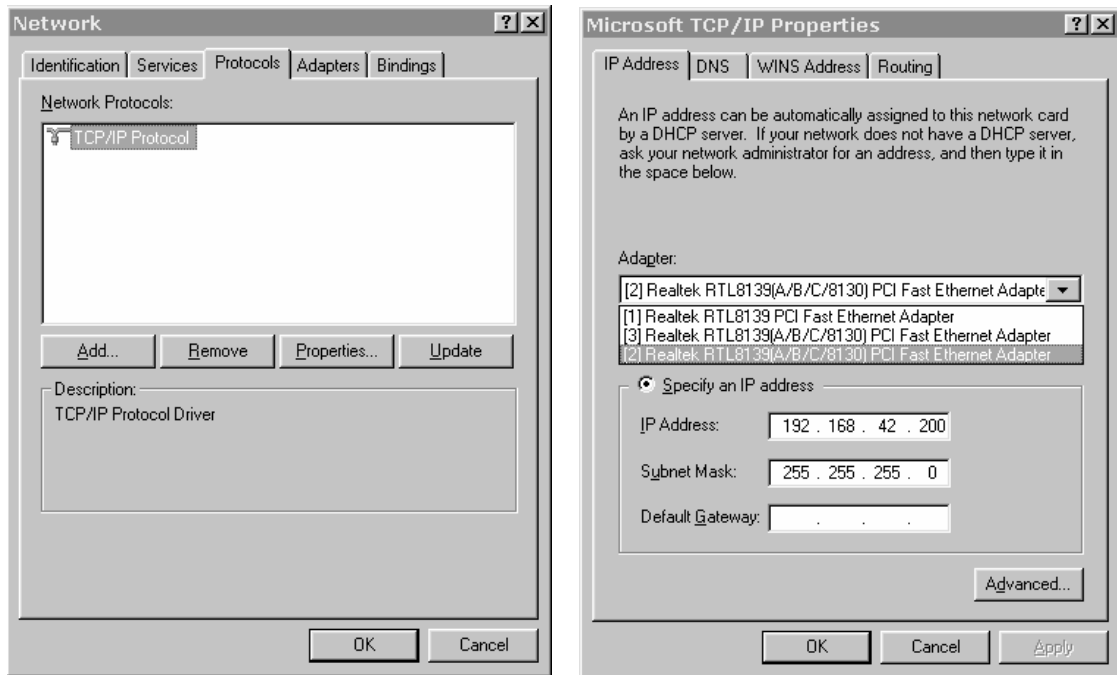 Network
Identification Services Protocols Adapters Bindings
Network Protocols:
TCP/IP Protocol
Add... Remove Properties... Update
Description:
TCP/IP Protocol Driver
OK Cancel
Microsoft TCP/IP Properties
IP Address DNS WINS Address Routing
An IP address can be automatically assigned to this network card
by a DHCP server. If your network does not have a DHCP server,
ask your network administrator for an address, and then type it in
the space below.
Adapter:
[2] Realtek RTL8139(A/B/C/8130) PCI Fast Ethernet Adapte
[1] Realtek RTL8139 PCI Fast Ethernet Adapter
[3] Realtek RTL8139(A/B/C/8130) PCI Fast Ethernet Adapter
[2] Realtek RTL8139(A/B/C/8130) PCI Fast Ethernet Adapter
Specify an IP address
IP Address: 192 . 168 . 42 . 200
Subnet Mask: 255 . 255 . 255 . 0
Default Gateway: . . .
Advanced...
OK Cancel Apply